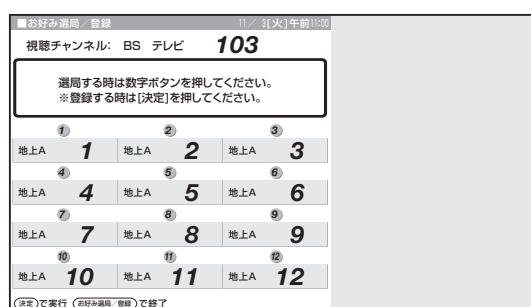 ■お好み選局／登録 11／ 3[火]午前11:00
視聴チャンネル: BS テレビ 103
選局する時は数字ボタンを押してください。
※登録する時は[決定]を押してください。
1 2 3
地上A 1 地上A 2 地上A 3
4 5 6
地上A 4 地上A 5 地上A 6
7 8 9
地上A 7 地上A 8 地上A 9
10 11 12
地上A 10 地上A 11 地上A 12
決定で実行 お好み選局／登録で終了